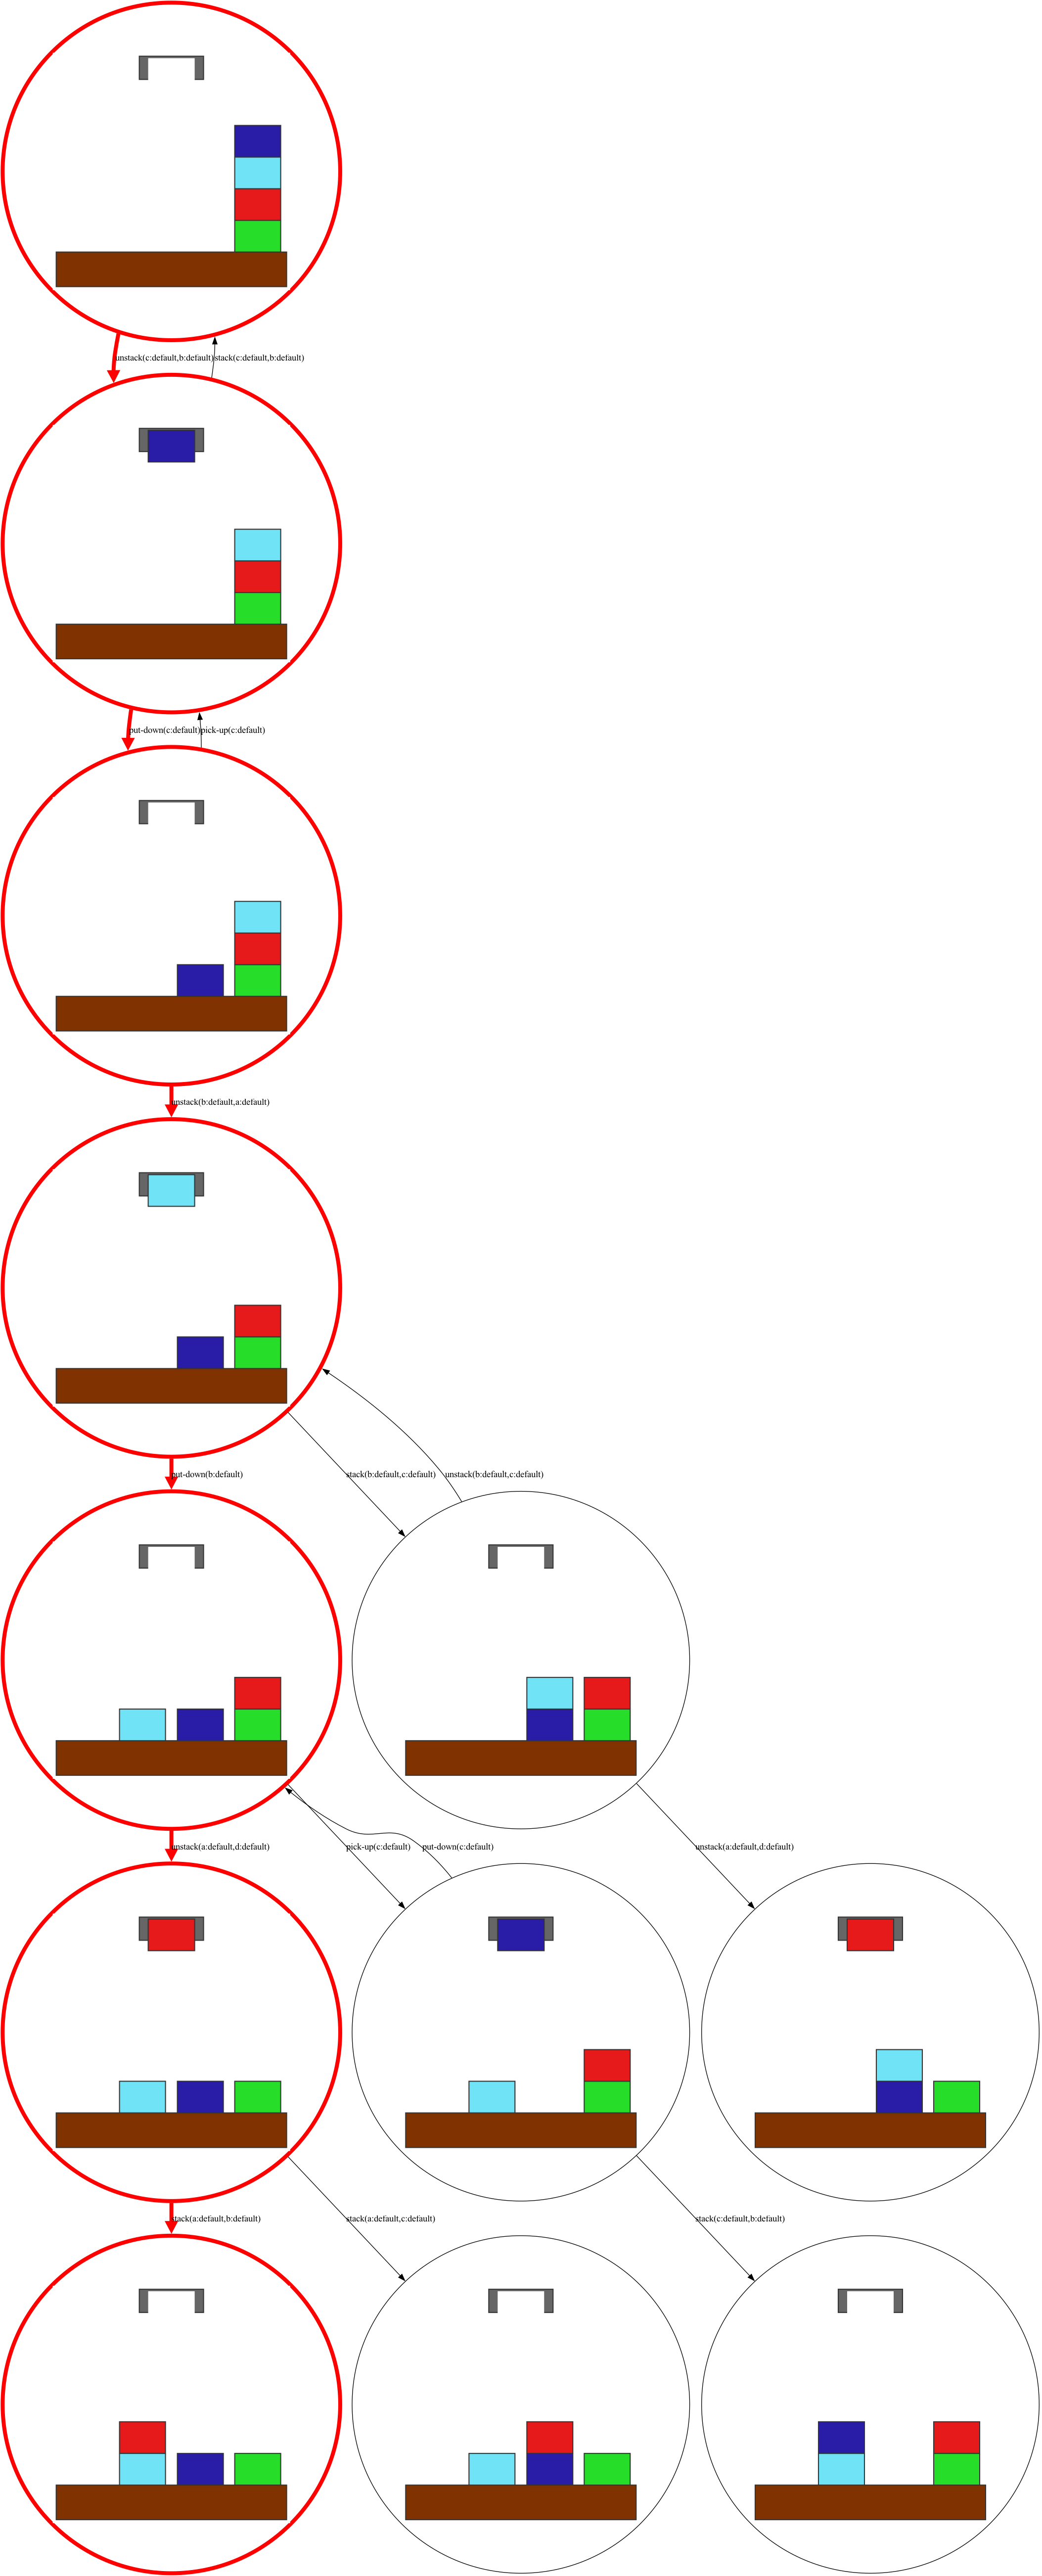 unstack(c:default,b:default)
stack(c:default,b:default)
put-down(c:default)
pick-up(c:default)
unstack(b:default,a:default)
put-down(b:default)
stack(b:default,c:default)
unstack(b:default,c:default)
unstack(a:default,d:default)
pick-up(c:default)
put-down(c:default)
unstack(a:default,d:default)
stack(a:default,b:default)
stack(a:default,c:default)
stack(c:default,b:default)